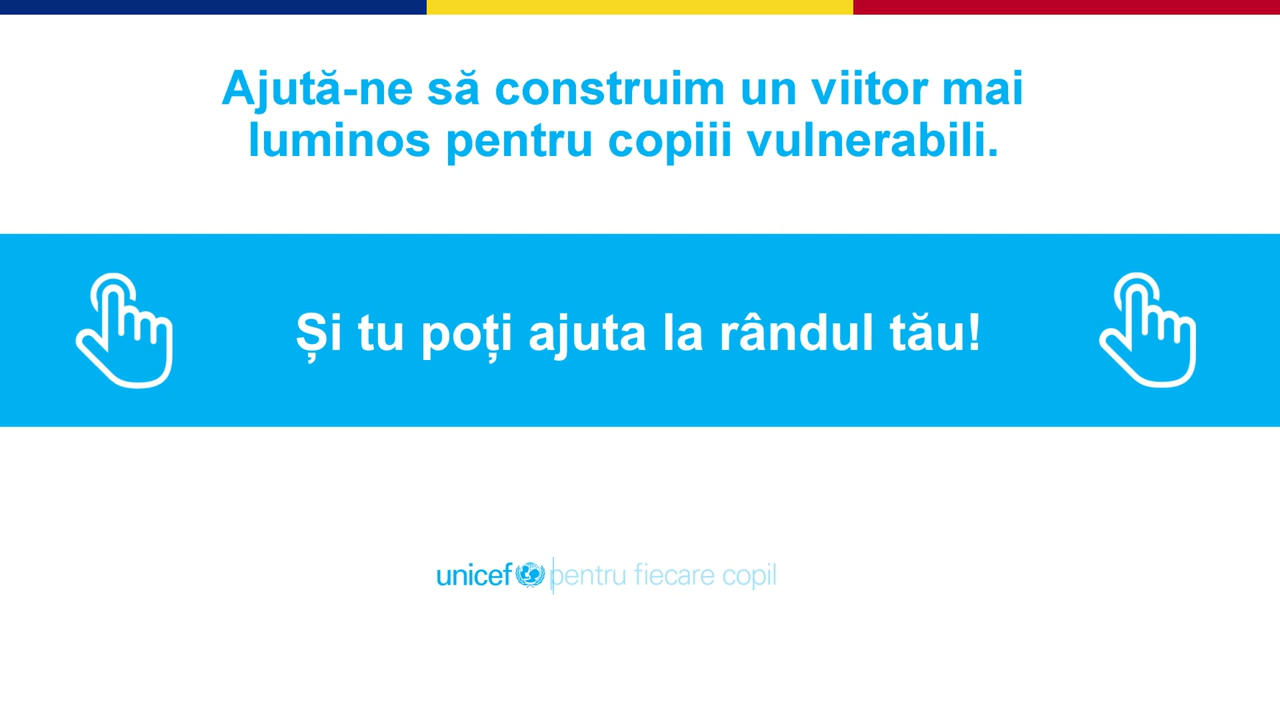 Ajută-ne să construim un viitor mai
luminos pentru copiii vulnerabili.
Și tu poți ajuta la rândul tău!
unicef pentru fiecare copil